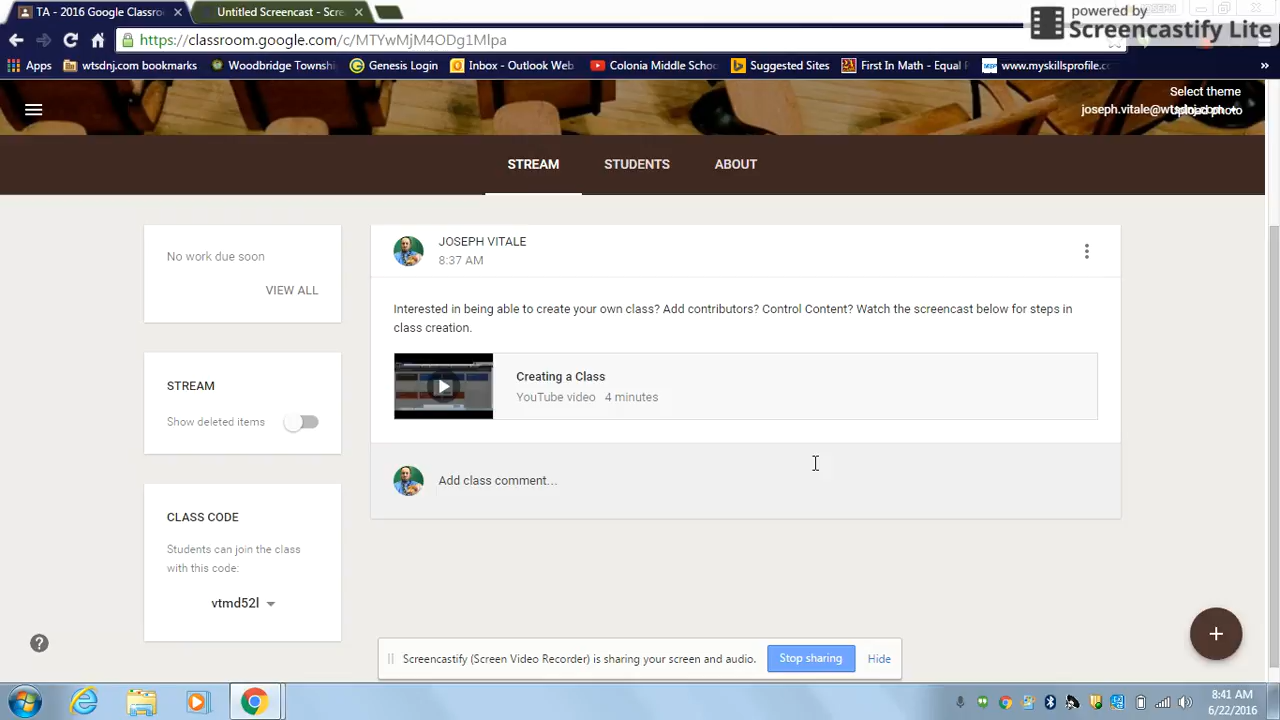 TA - 2016 Google Classro
Untitled Screencast - Scre
powered by
Screencastify Lite
Apps
wtsdnj.com bookmarks
Woodbridge Townsh
Genesis Login
Inbox - Outlook Web
Colonia Middle Schoo
Suggested Sites
First In Math - Equal
www.myskillsprofile.c
»
Select theme
joseph.vitale@wtsdnj.com
Upload photo
STREAM
STUDENTS
ABOUT
No work due soon
VIEW ALL
JOSEPH VITALE
8:37 AM
Interested in being able to create your own class? Add contributors? Control Content? Watch the screencast below for steps in
class creation.
Creating a Class
YouTube video 4 minutes
STREAM
Show deleted items
Add class comment...
CLASS CODE
Students can join the class
with this code:
vtmd52l
+
?
Screencastify (Screen Video Recorder) is sharing your screen and audio.
Stop sharing
Hide
8:41 AM
6/22/2016